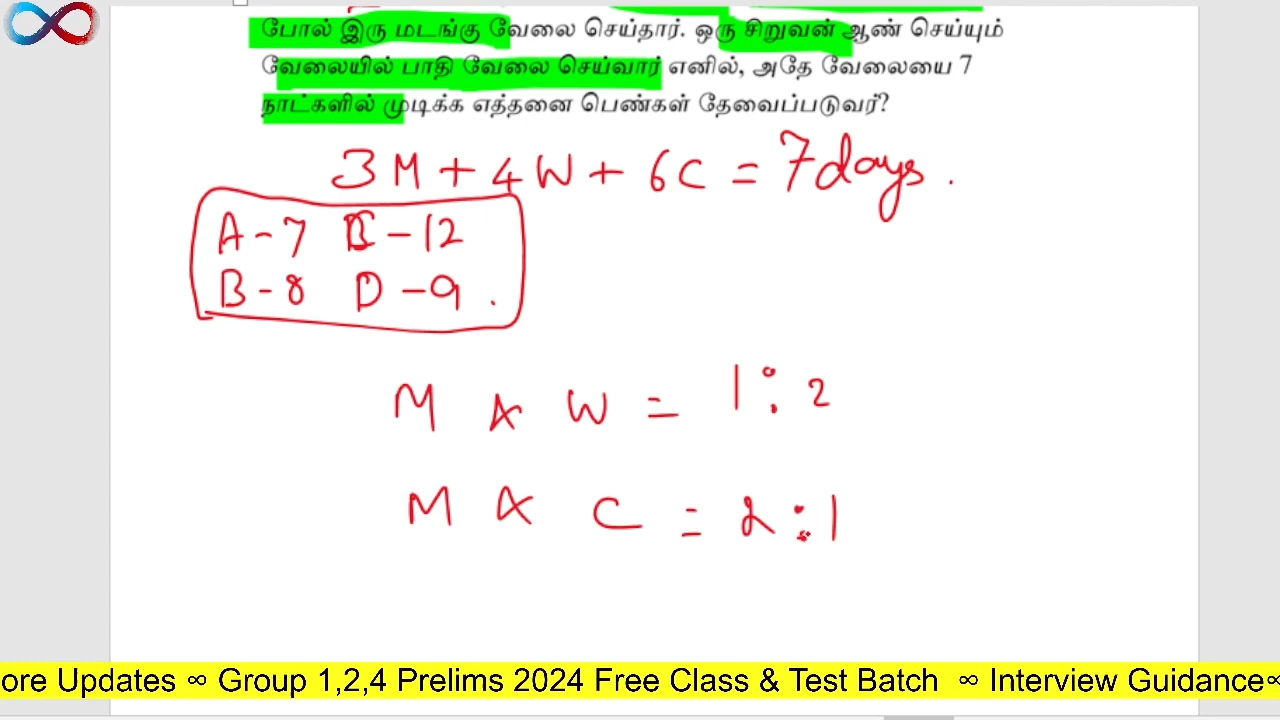 போல் இரு மடங்கு வேலை செய்தார். ஒரு சிறுவன் ஆண் செய்யும்
வேலையில் பாதி வேலை செய்வார் எனில், அதே வேலையை 7
நாட்களில் முடிக்க எத்தனை பெண்கள் தேவைப்படுவர்?
3M + 4W + 6C = 7days.
A - 7 C - 12
B - 8 D - 9.
M & W = 1 : 2
M & C = 2 : 1
ore Updates ∞ Group 1,2,4 Prelims 2024 Free Class & Test Batch ∞ Interview Guidance∝